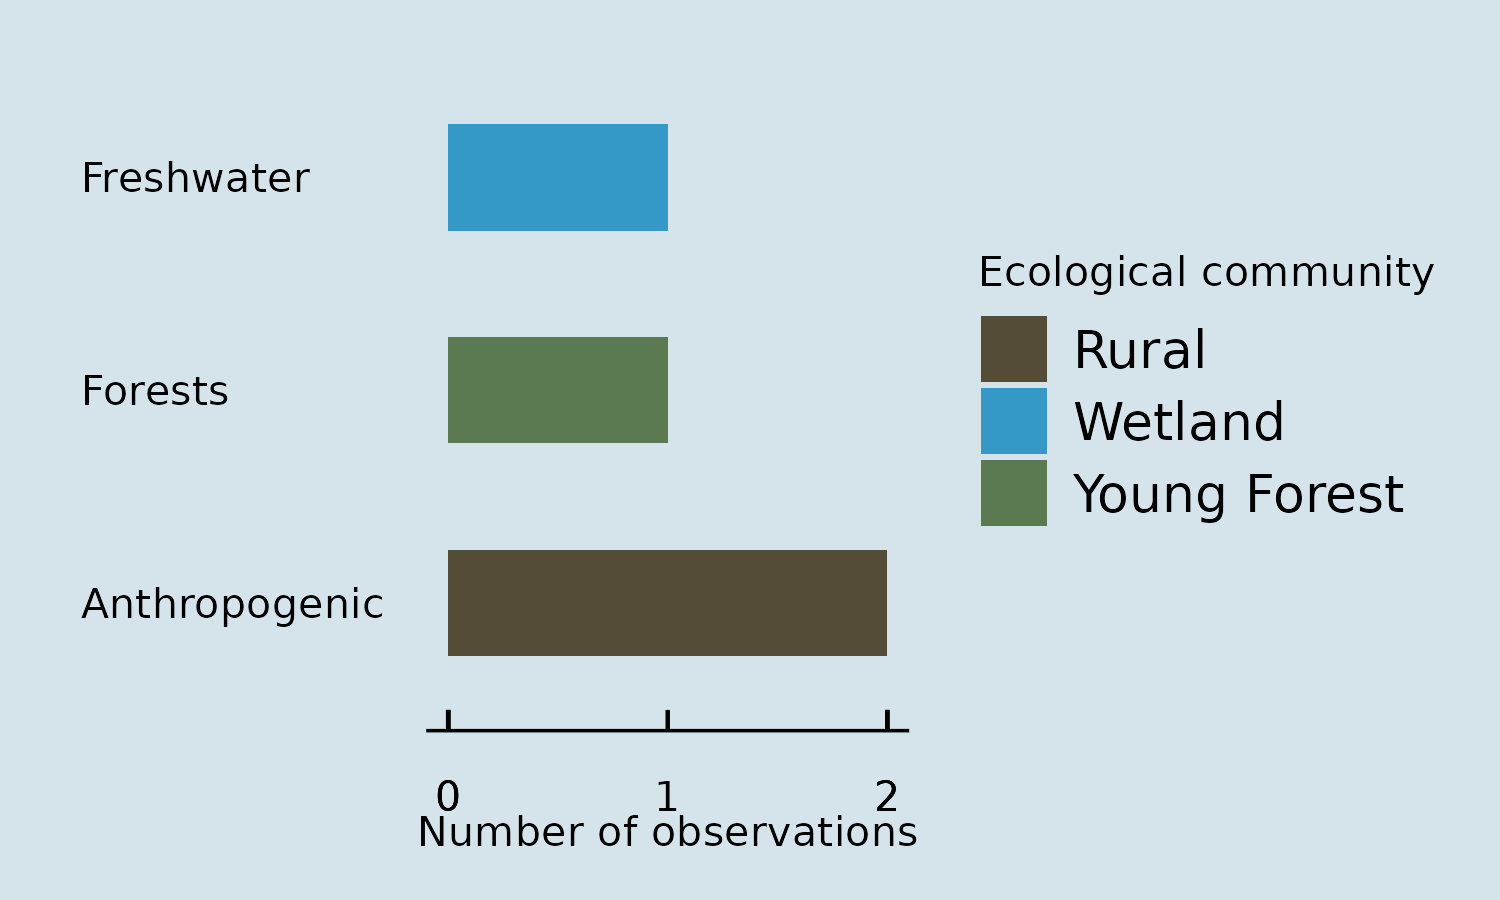 Freshwater
Forests
Anthropogenic
0 1 2
Number of observations
Ecological community
Rural
Wetland
Young Forest